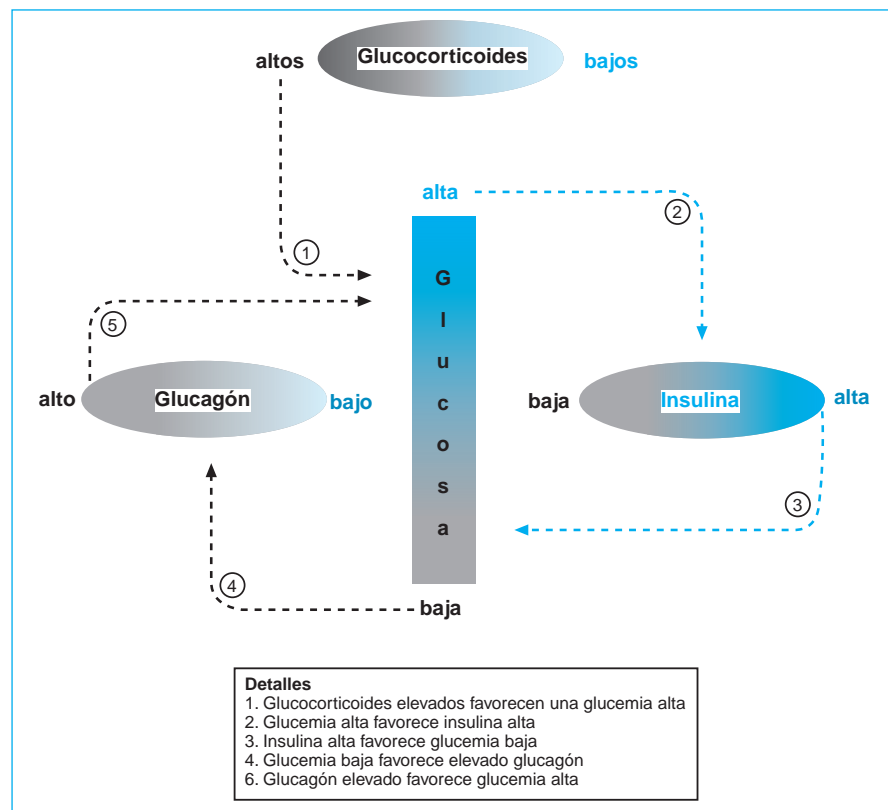 Glucocorticoides
altos
bajos
alta
2
1
G
l
u
c
o
s
a
5
alto
Glucagón
bajo
baja
Insulina
alta
3
4
baja
Detalles
1. Glucocorticoides elevados favorecen una glucemia alta
2. Glucemia alta favorece insulina alta
3. Insulina alta favorece glucemia baja
4. Glucemia baja favorece elevado glucagón
6. Glucagón elevado favorece glucemia alta